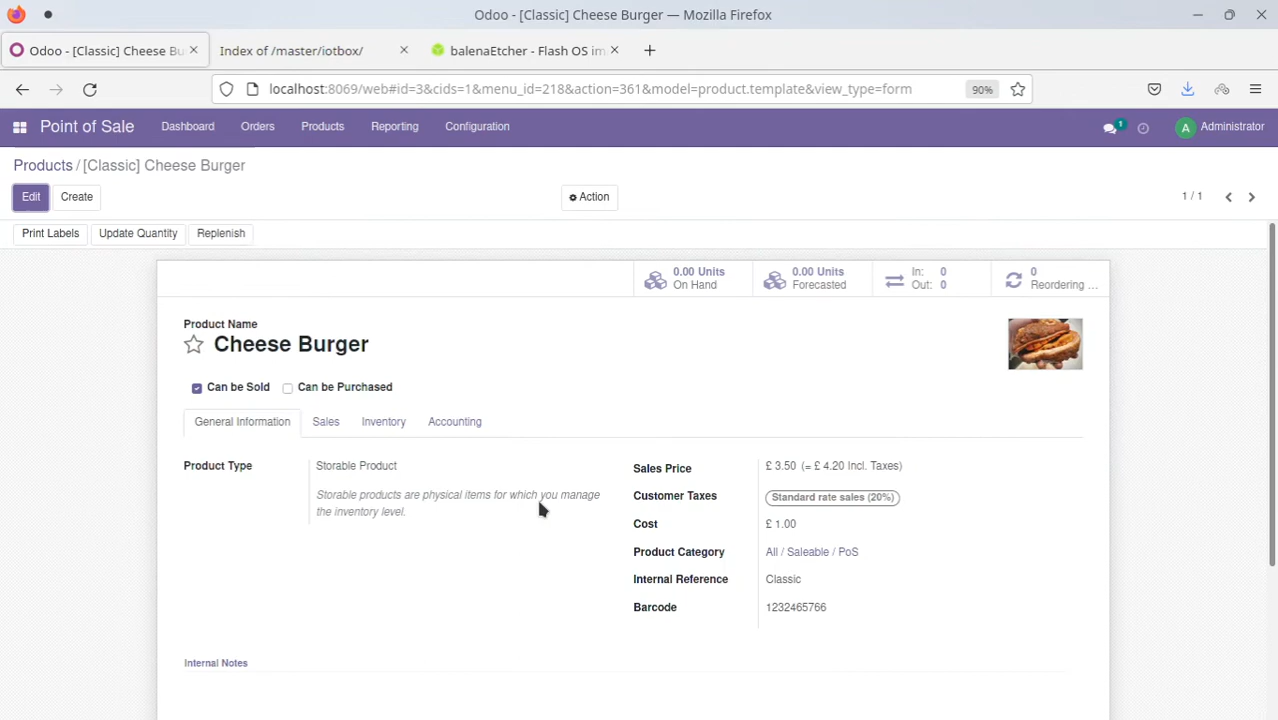 Odoo - [Classic] Cheese Burger — Mozilla Firefox
Odoo - [Classic] Cheese Bu
Index of /master/iotbox/
balenaEtcher - Flash OS im
localhost:8069/web#id=3&cids=1&menu_id=218&action=361&model=product.template&view_type=form
90%
Point of Sale
Dashboard
Orders
Products
Reporting
Configuration
1
A
Administrator
Products / [Classic] Cheese Burger
Edit
Create
Action
1 / 1
Print Labels
Update Quantity
Replenish
0.00 Units
On Hand
0.00 Units
Forecasted
In: 0
Out: 0
0
Reordering ...
Product Name
Cheese Burger
Can be Sold
Can be Purchased
General Information
Sales
Inventory
Accounting
Product Type
Storable Product
Storable products are physical items for which you manage
the inventory level.
Sales Price
£ 3.50 (= £ 4.20 Incl. Taxes)
Customer Taxes
Standard rate sales (20%)
Cost
£ 1.00
Product Category
All / Saleable / PoS
Internal Reference
Classic
Barcode
1232465766
Internal Notes